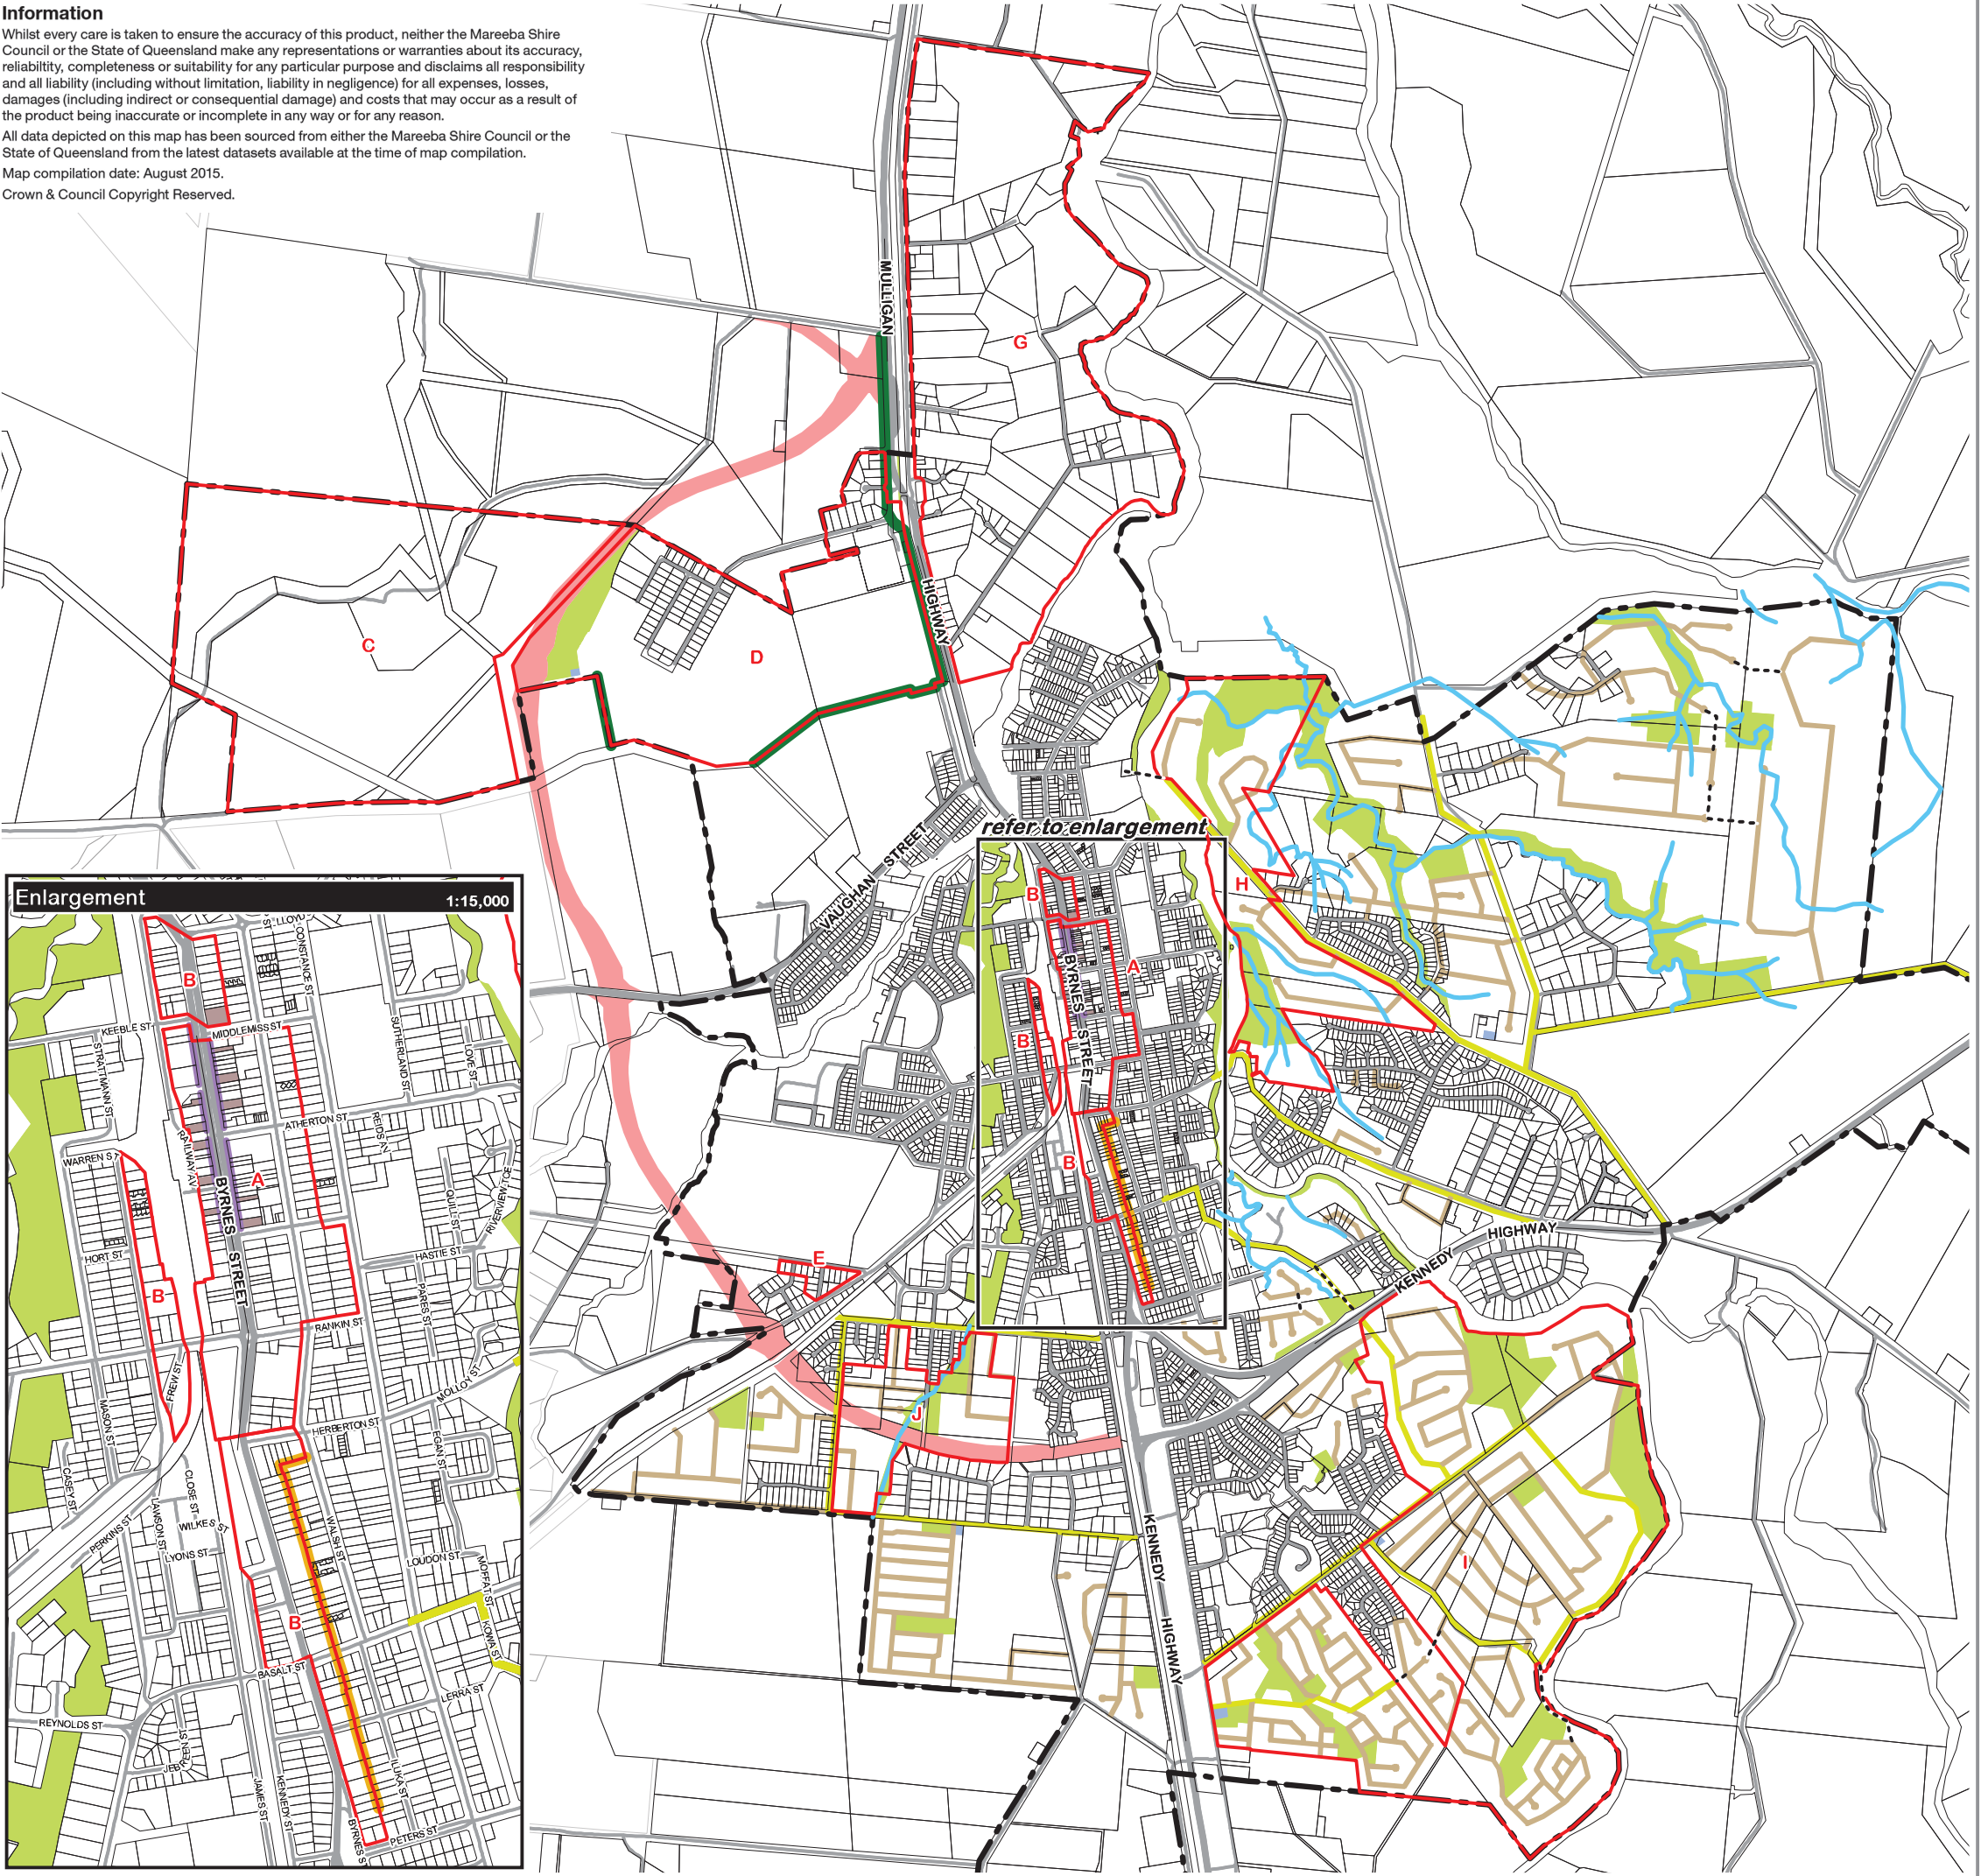 Information
Whilst every care is taken to ensure the accuracy of this product, neither the Mareeba Shire
Council or the State of Queensland make any representations or warranties about its accuracy,
reliabiltity, completeness or suitability for any particular purpose and disclaims all responsibility
and all liability (including without limitation, liability in negligence) for all expenses, losses,
damages (including indirect or consequential damage) and costs that may occur as a result of
the product being inaccurate or incomplete in any way or for any reason.
All data depicted on this map has been sourced from either the Mareeba Shire Council or the
State of Queensland from the latest datasets available at the time of map compilation.
Map compilation date: August 2015.
Crown & Council Copyright Reserved.
MULLIGAN
G
HIGHWAY
C
D
refer to enlargement
VAUGHAN STREET
H
B
A
BYRNES STREET
B
B
E
HIGHWAY
KENNEDY
J
I
KENNEDY
HIGHWAY
Enlargement
1:15,000
LLOYD ST
CONSTANCE ST
B
KEEBLE ST
MIDDLEMISS ST
STRATTMANN ST
SUTHERLAND ST
LOVE ST
ATHERTON ST
REIDS AV
RAILWAY AV
WARREN ST
A
BYRNES STREET
QUILL ST
RIVERVIEW TCE
HORT ST
HASTIE ST
B
PARES ST
RANKIN ST
FREW ST
MOLLOY ST
MASON ST
HERBERTON ST
EGAN ST
CASEY ST
CLOSE ST
LAWSON ST
WILKES ST
WALSH ST
PERKINS ST
LYONS ST
LOUDON ST
MOFFAT ST
B
KOWA ST
BASALT ST
LERRA ST
REYNOLDS ST
ILUKA ST
JAMES ST
KENNEDY ST
BYRNES S
PETERS ST